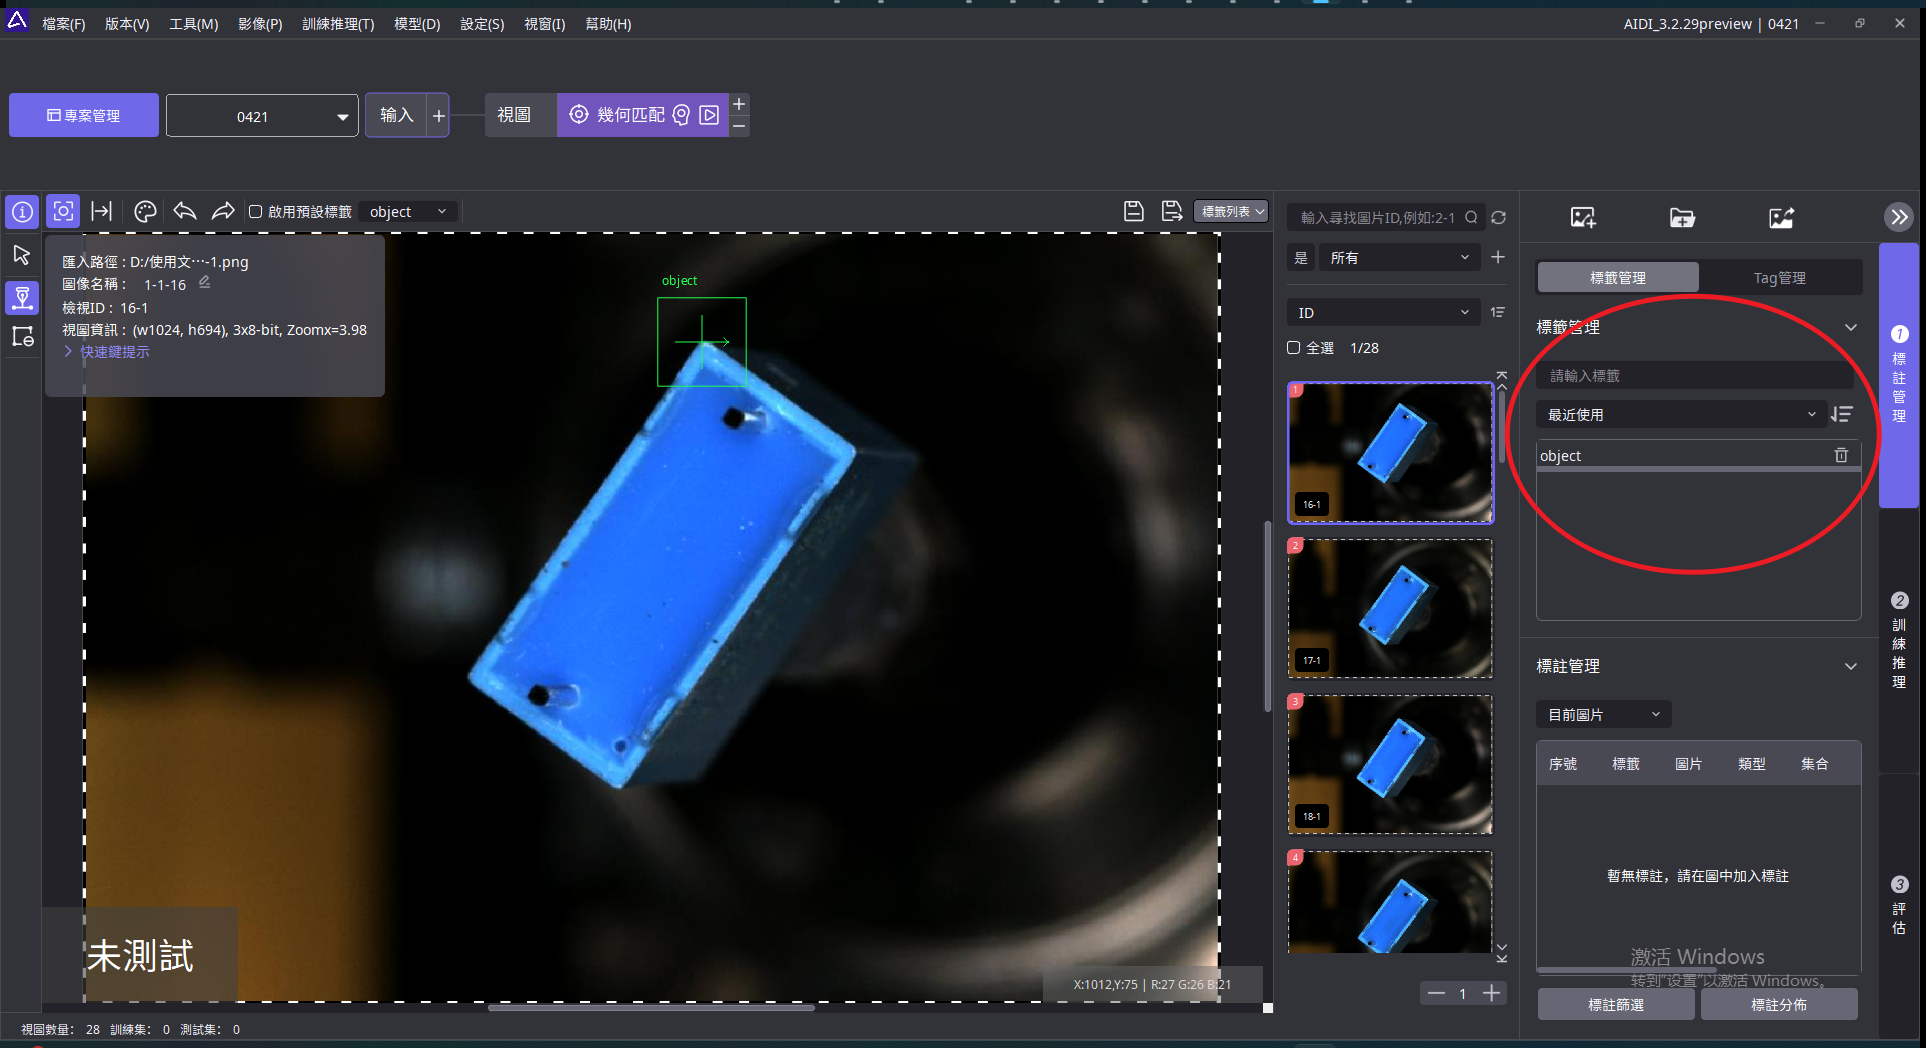 檔案(F) 版本(V) 工具(M) 影像(P) 訓練推理(T) 模型(D) 設定(S) 視窗(I) 幫助(H)
AIDI_3.2.29preview | 0421
專案管理
0421
输入
視圖
幾何匹配
啟用預設標籤
object
標籤列表
匯入路徑 : D:/使用文···-1.png
圖像名稱 : 1-1-16
檢視ID : 16-1
視圖資訊 : (w1024, h694), 3x8-bit, Zoomx=3.98
快速鍵提示
object
未測試
X:1012,Y:75 | R:27 G:26 B:21
視圖數量: 28 訓練集: 0 測試集: 0
輸入尋找圖片ID,例如:2-1
是
所有
ID
全選 1/28
1
16-1
2
17-1
3
18-1
4
1
標籤管理
Tag管理
標籤管理
請輸入標籤
最近使用
object
標註管理
目前圖片
序號 標籤 圖片 類型 集合
暫無標註，請在圖中加入標註
激活 Windows
转到“设置”以激活 Windows。
標註篩選
標註分佈
1
標註管理
2
訓練推理
3
評估